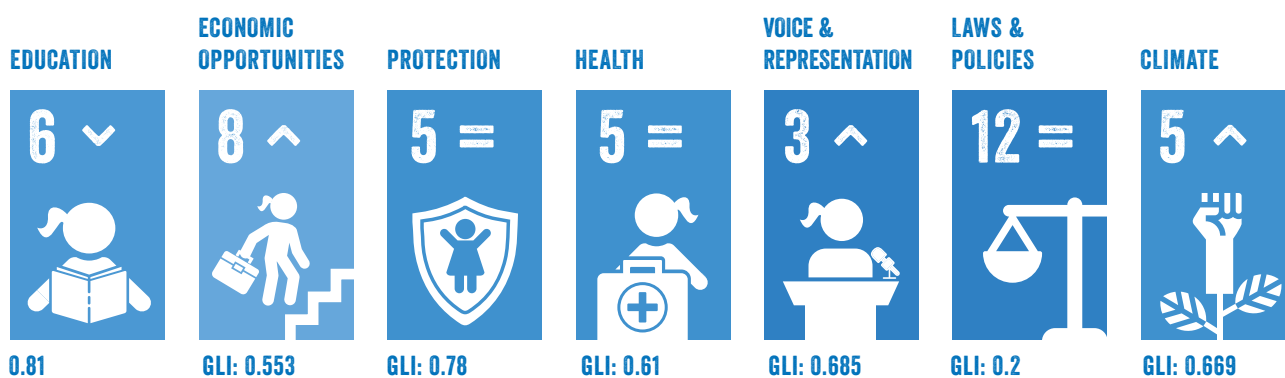 EDUCATION
6
0.81
ECONOMIC
OPPORTUNITIES
8
GLI: 0.553
PROTECTION
5 =
GLI: 0.78
HEALTH
5 =
GLI: 0.61
VOICE &
REPRESENTATION
3
GLI: 0.685
LAWS &
POLICIES
12 =
GLI: 0.2
CLIMATE
5
GLI: 0.669